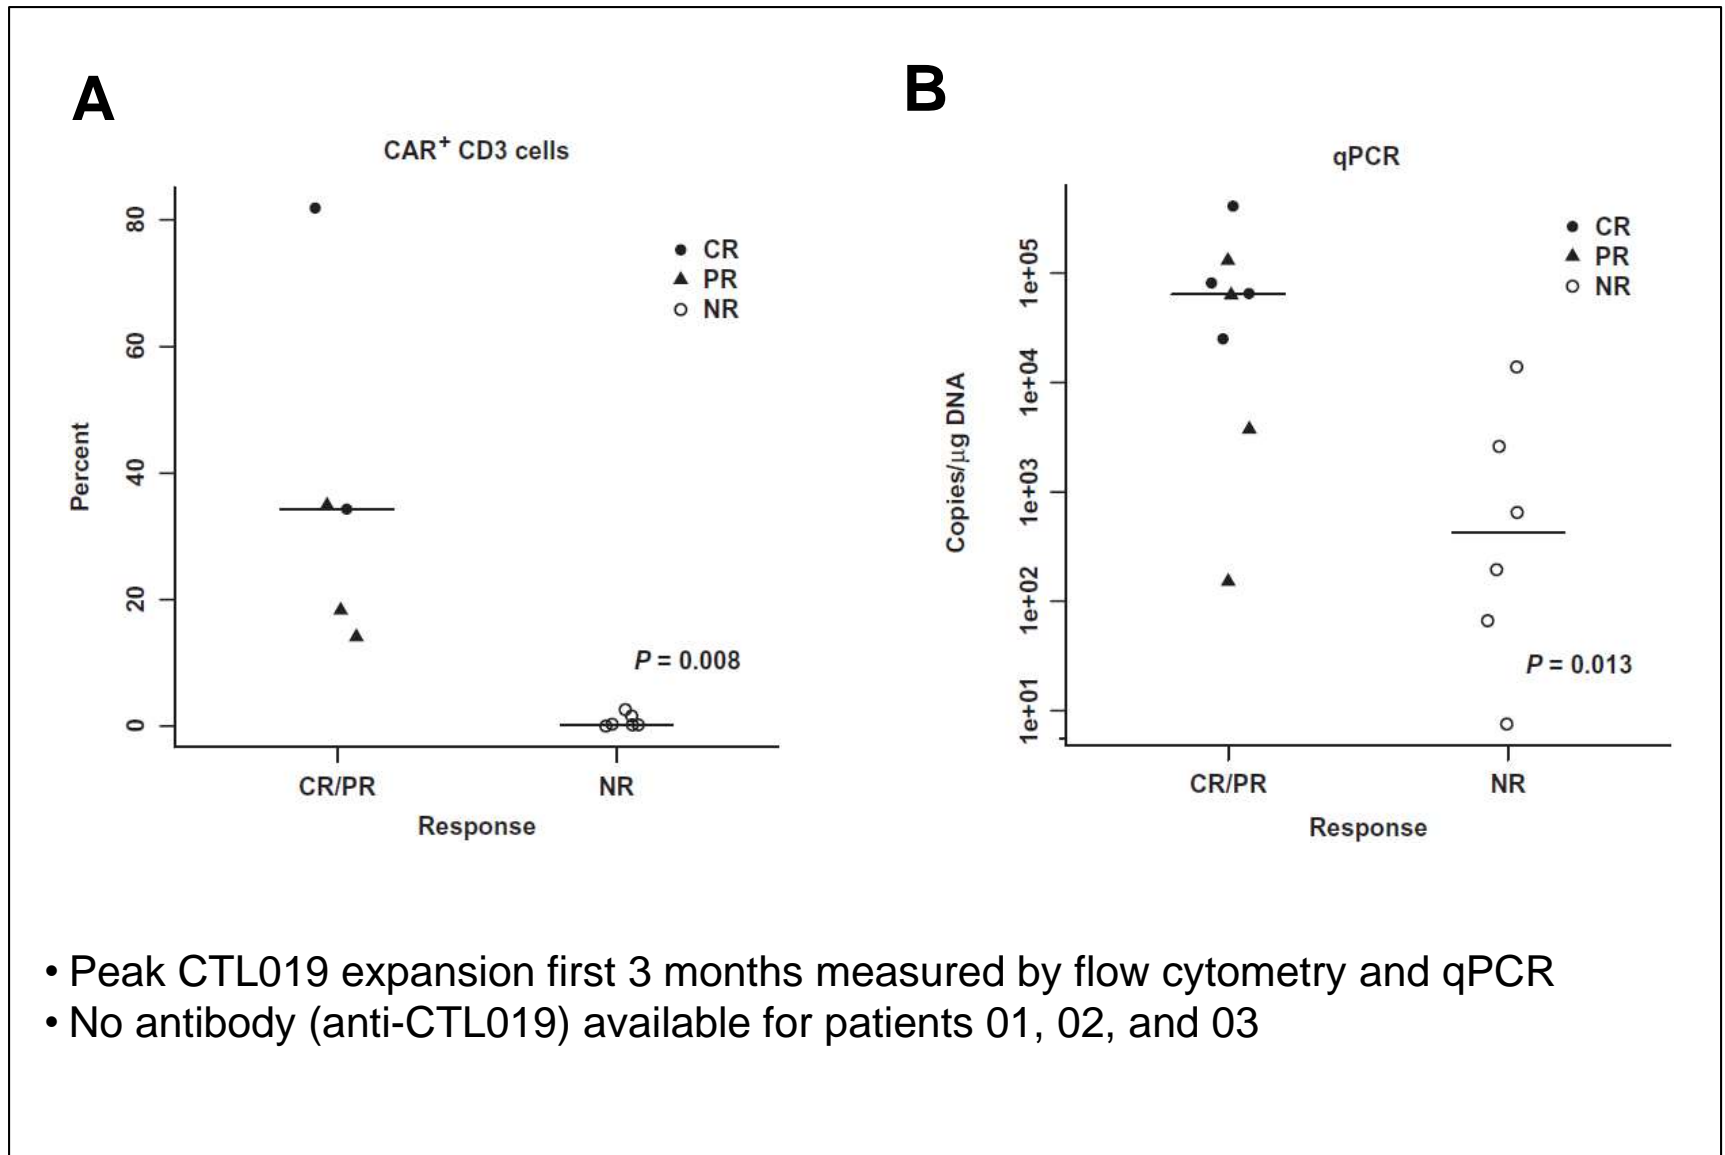 A
CAR+ CD3 cells
80
60
40
20
0
Percent
CR
PR
NR
P = 0.008
CR/PR
NR
Response
B
qPCR
1e+05
1e+04
1e+03
1e+02
1e+01
Copies/μg DNA
CR
PR
NR
P = 0.013
CR/PR
NR
Response
• Peak CTL019 expansion first 3 months measured by flow cytometry and qPCR
• No antibody (anti-CTL019) available for patients 01, 02, and 03